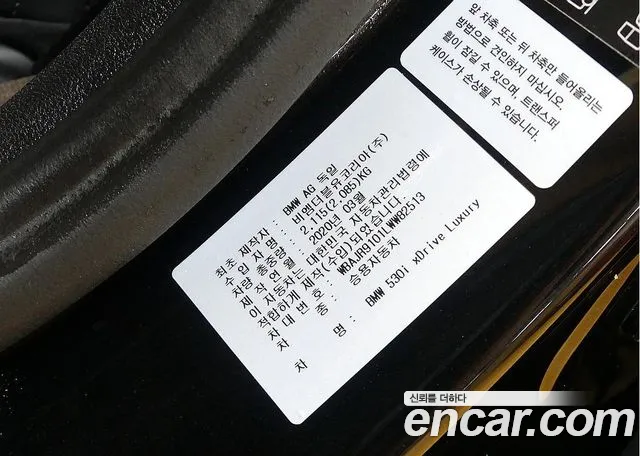 앞 차축 또는 뒤 차축만 들어올리는
방법으로 견인하지 마십시오.
휠이 잠길 수 있으며, 트랜스퍼
케이스가 손상될 수 있습니다.
최초 제작자 : BMW AG 독일
수 입 자 명 : 비엠더블유코리아(주)
차량 총중량 : 2,115(2,085)KG
제 작 연 월 : 2020년 03월
이 자동차는 대한민국 자동차관리법령에
적합하게 제작(수입)되었습니다.
차 대 번 호 : WBAJR9101LWW82513
차 종 : 승용자동차
차 명 : BMW 530i xDrive Luxury
신뢰를 더하다
encar.com